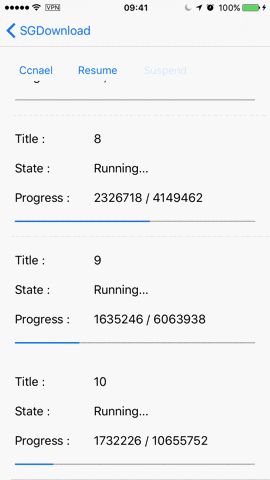 VPN 09:41 100%
SGDownload
Ccnael Resume Suspend
Title : 8
State : Running...
Progress : 2326718 / 4149462
Title : 9
State : Running...
Progress : 1635246 / 6063938
Title : 10
State : Running...
Progress : 1732226 / 10655752